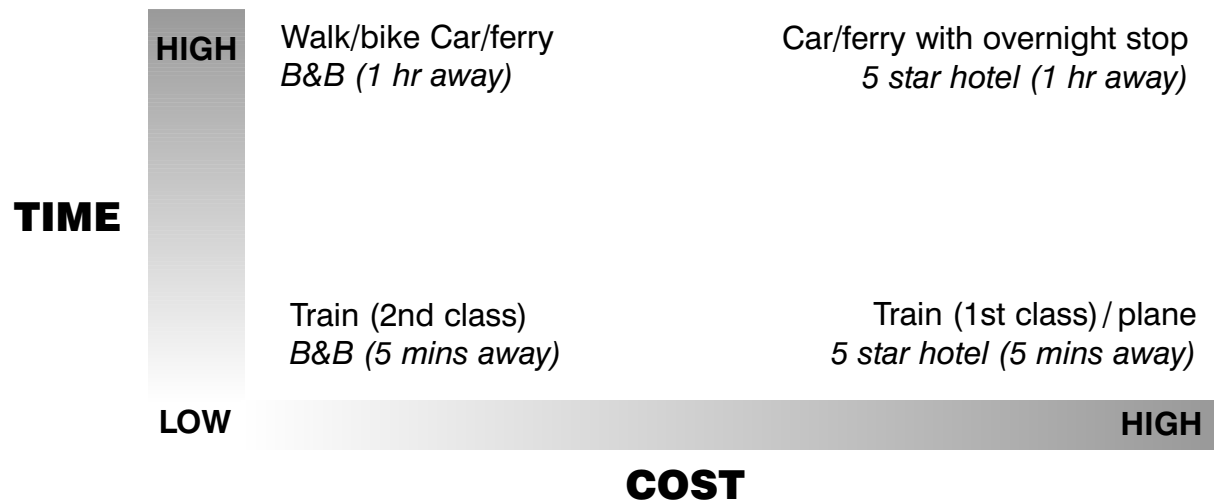 HIGH
Walk/bike Car/ferry
B&B (1 hr away)
Car/ferry with overnight stop
5 star hotel (1 hr away)
TIME
Train (2nd class)
B&B (5 mins away)
Train (1st class) / plane
5 star hotel (5 mins away)
LOW
HIGH
COST